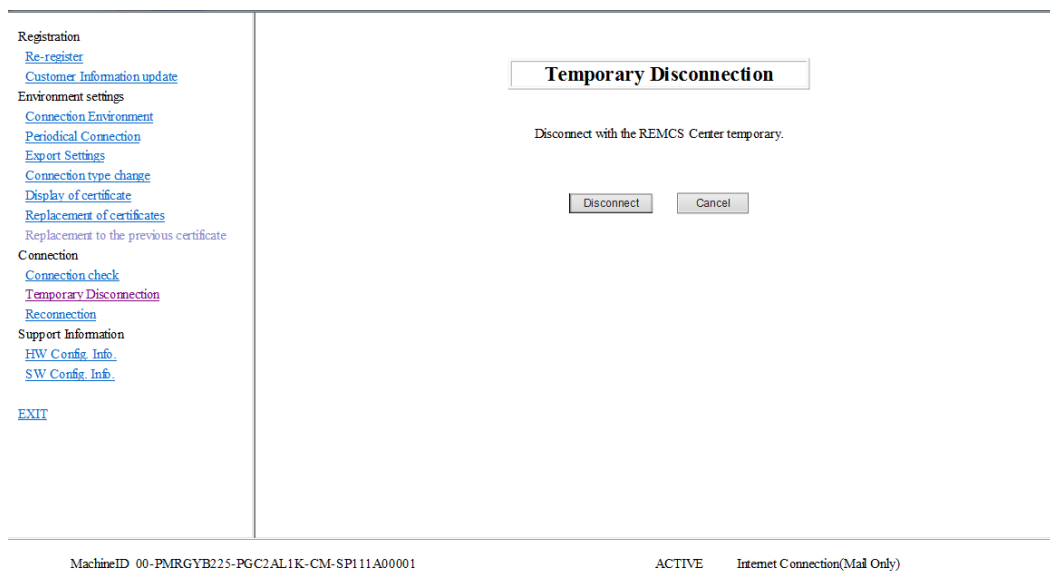 Registration
Re-register
Customer Information update
Environment settings
Connection Environment
Periodical Connection
Export Settings
Connection type change
Display of certificate
Replacement of certificates
Replacement to the previous certificate
Connection
Connection check
Temporary Disconnection
Reconnection
Support Information
HW Config. Info.
SW Config. Info.
EXIT
Temporary Disconnection
Disconnect with the REMCS Center temporary.
Disconnect Cancel
MachineID 00-PMRGYB225-PGC2AL1K-CM-SP111A00001 ACTIVE Internet Connection(Mail Only)